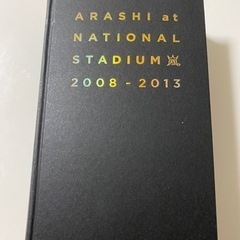 ARASHI at
NATIONAL
STADIUM 嵐
2008 - 2013